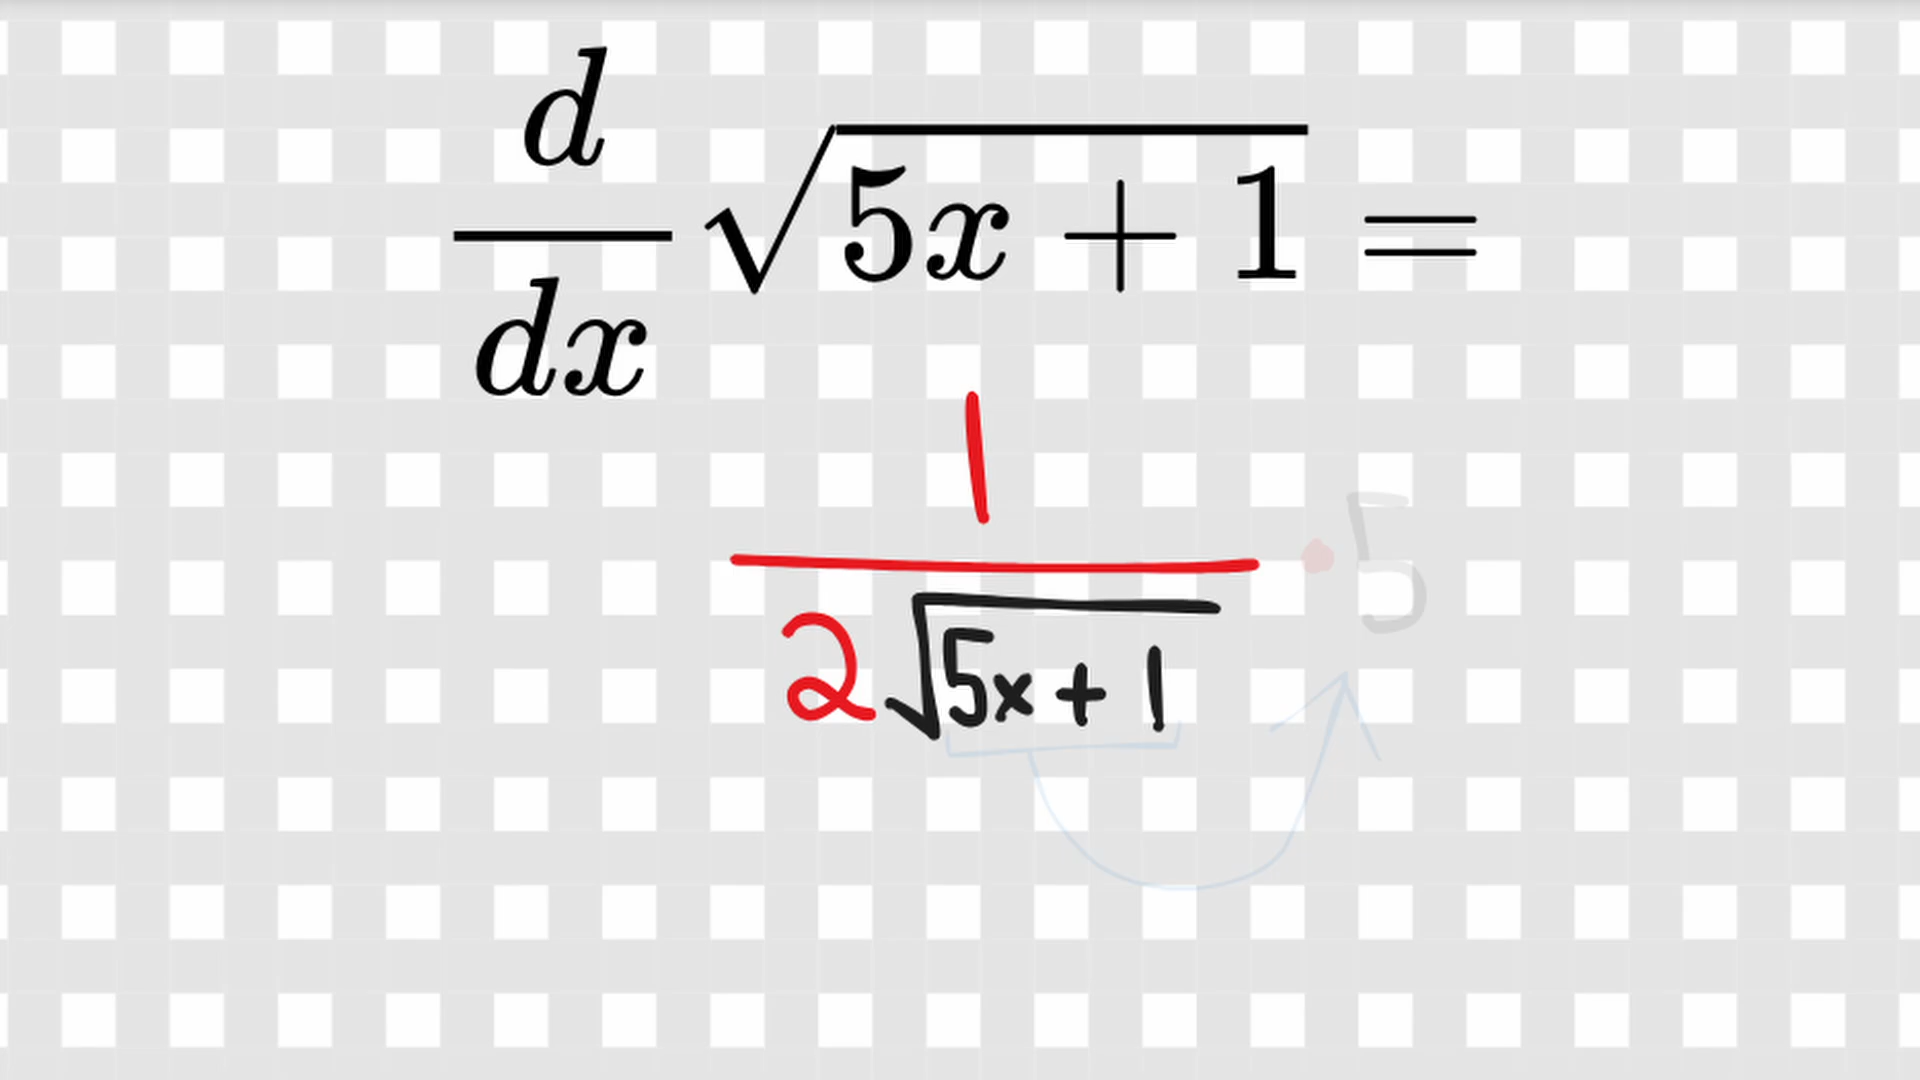 d/dx √(5x + 1) =
1/(2√(5x + 1)) · 5